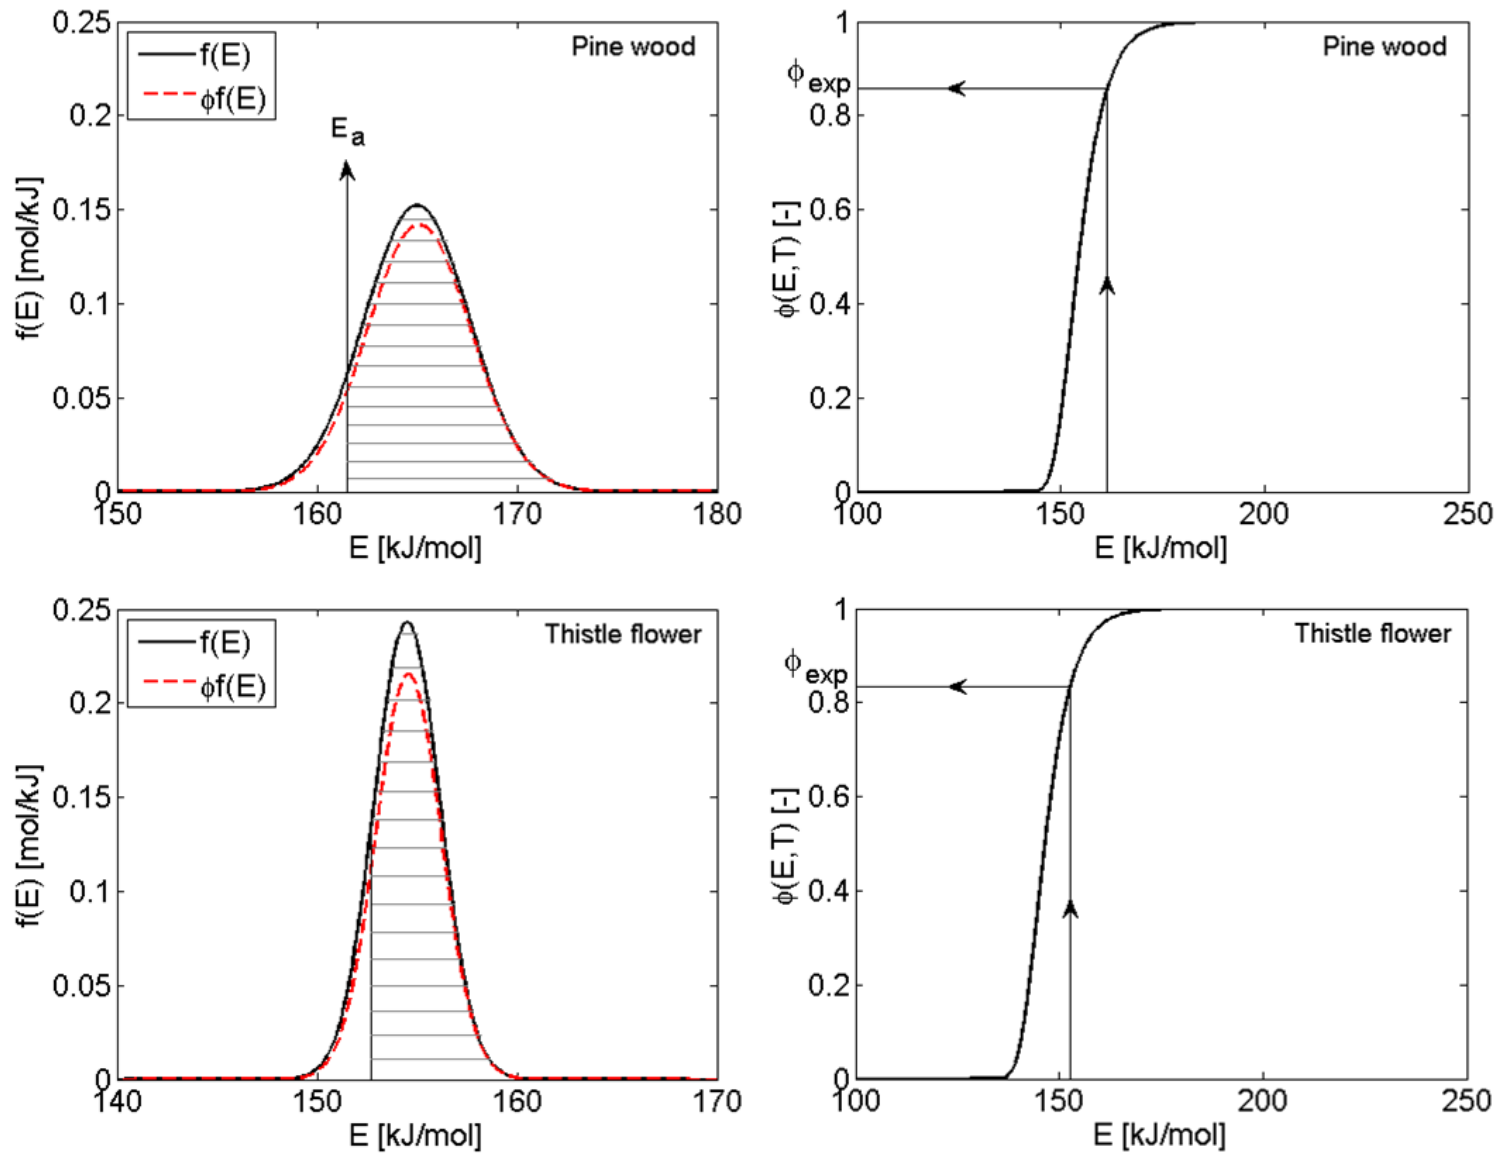 0.25
0.2
0.15
0.1
0.05
0
f(E) [mol/kJ]
f(E)
ϕf(E)
Pine wood
E_a
150 160 170 180
E [kJ/mol]
1
0.8
0.6
0.4
0.2
0
ϕ(E,T) [-]
ϕ_exp
Pine wood
100 150 200 250
E [kJ/mol]
0.25
0.2
0.15
0.1
0.05
0
f(E) [mol/kJ]
f(E)
ϕf(E)
Thistle flower
140 150 160 170
E [kJ/mol]
1
0.8
0.6
0.4
0.2
0
ϕ(E,T) [-]
ϕ_exp
Thistle flower
100 150 200 250
E [kJ/mol]